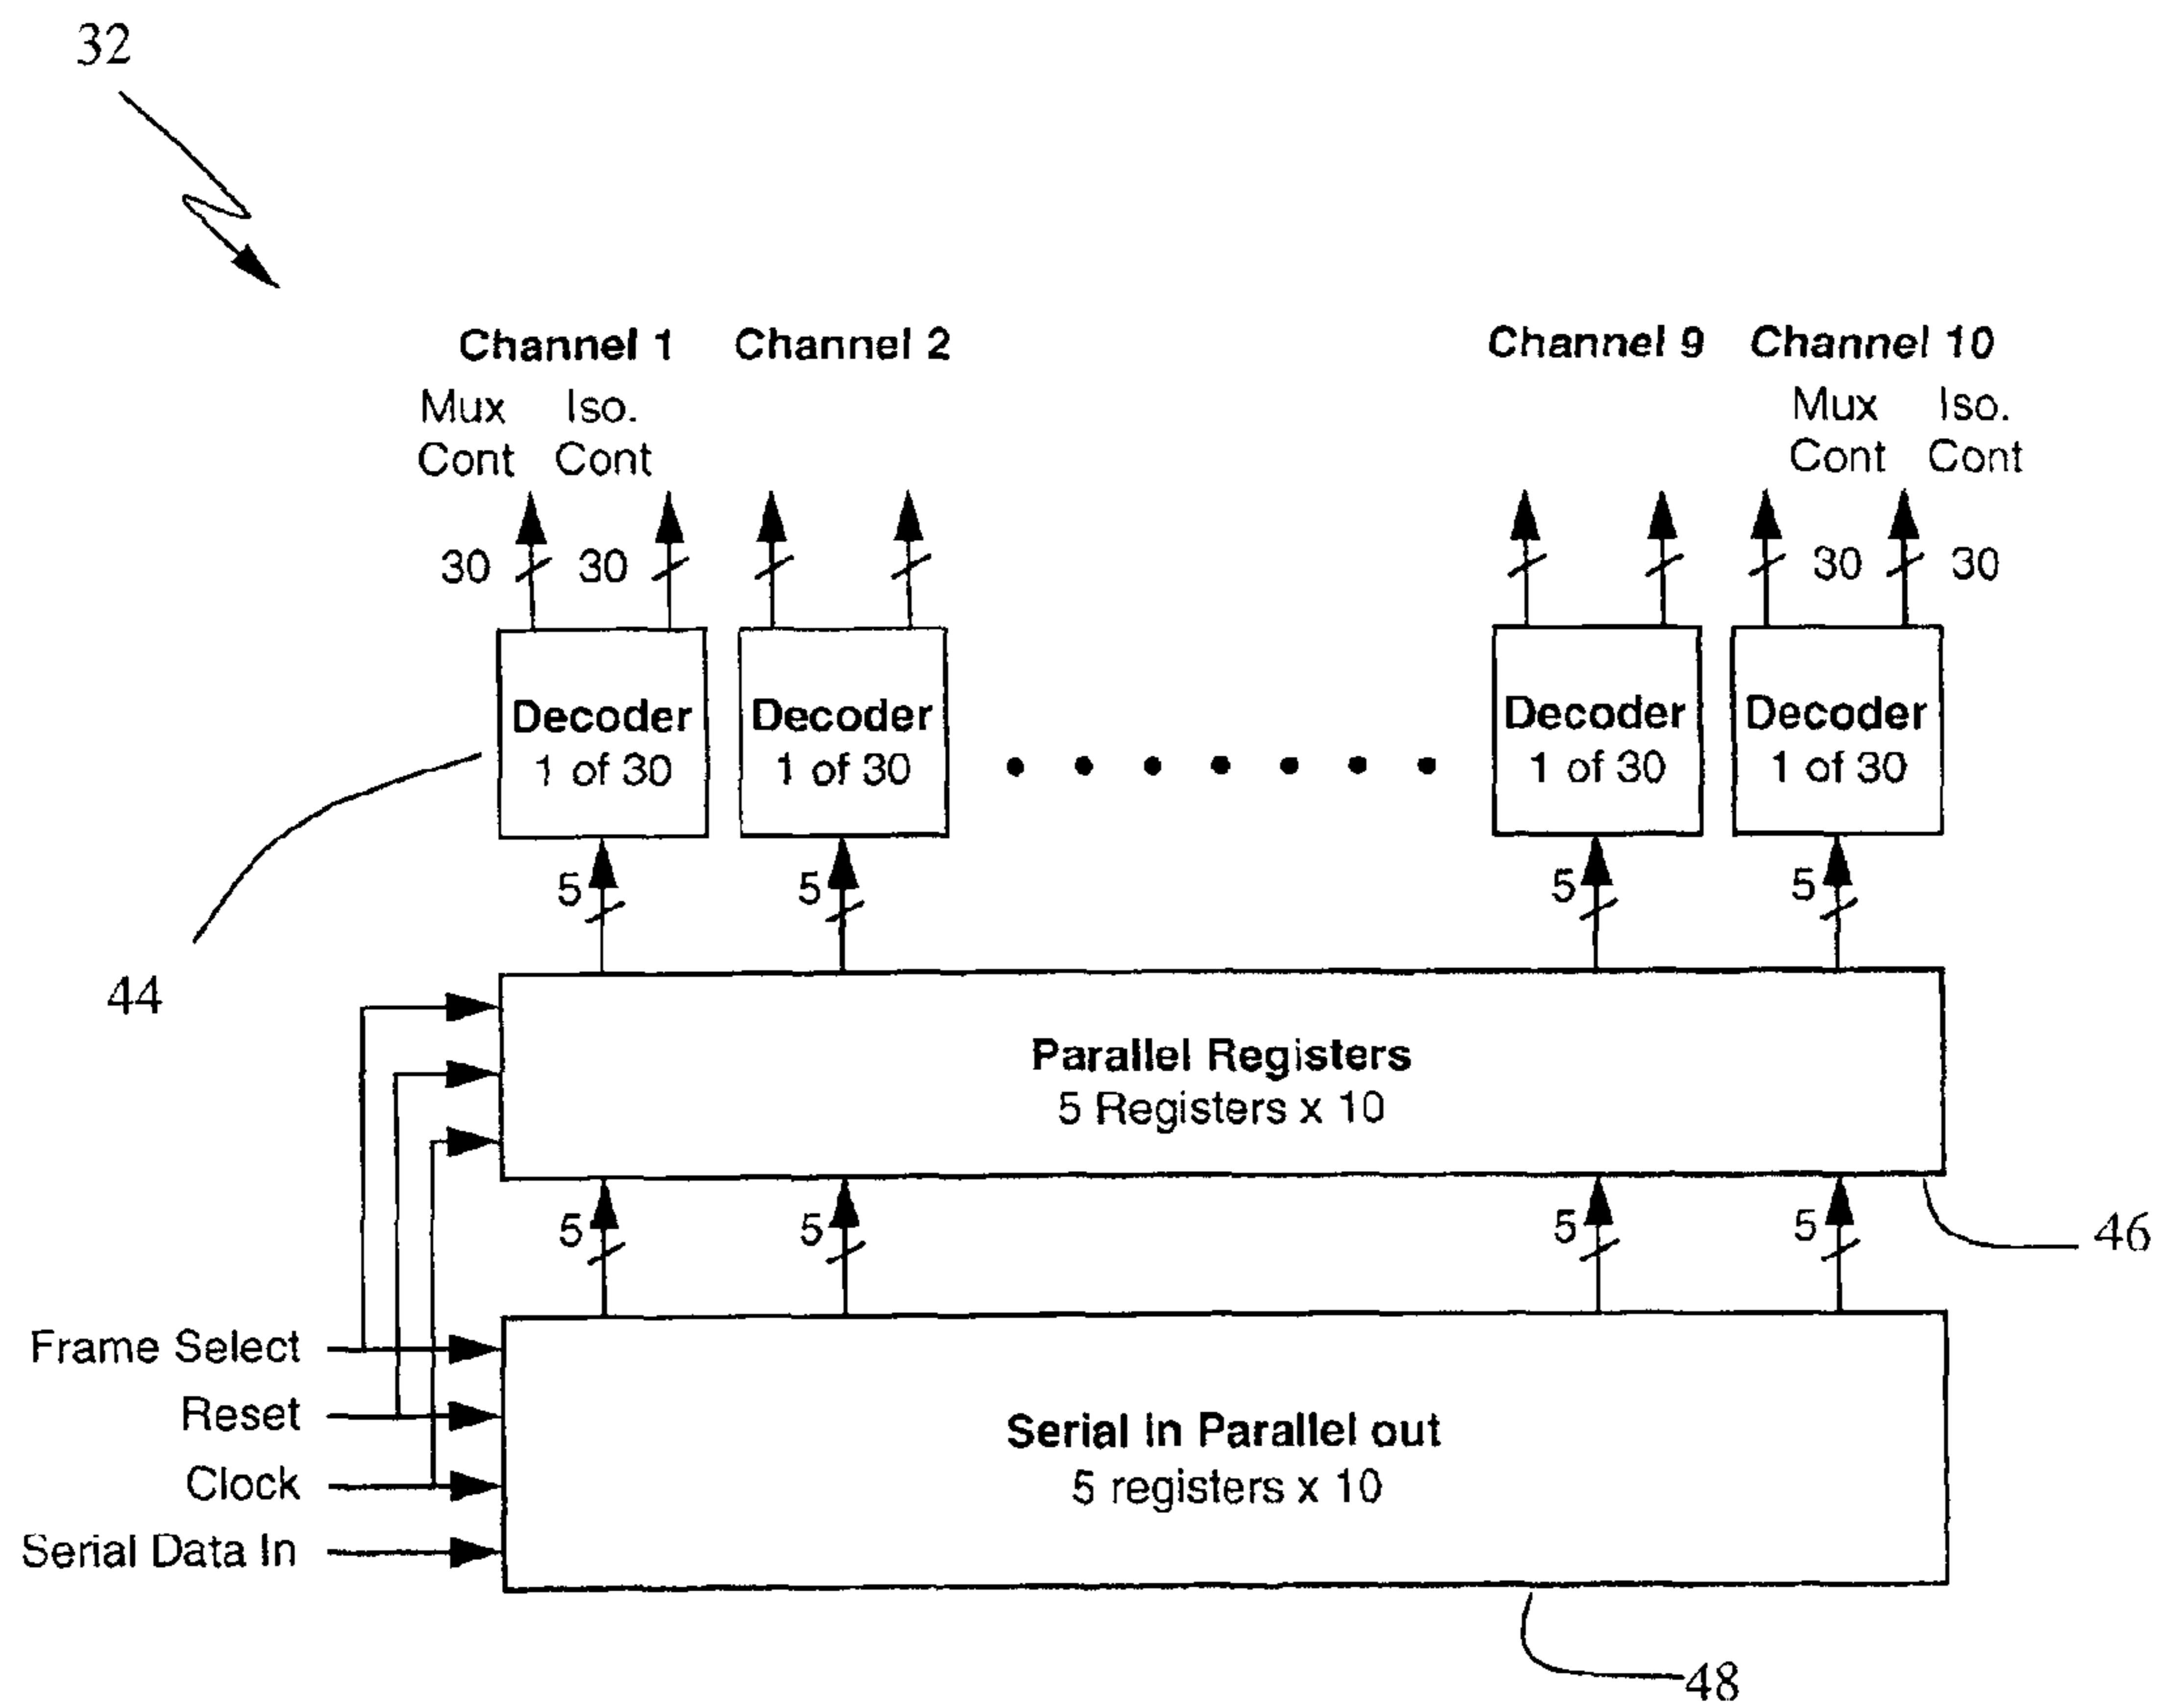 32
Channel 1 Channel 2 Channel 9 Channel 10
Mux Iso. Mux Iso.
Cont Cont Cont Cont
30 30 30 30
Decoder Decoder Decoder Decoder
1 of 30 1 of 30 1 of 30 1 of 30
5 5 5 5
44
Parallel Registers
5 Registers x 10
5 5 5 5
46
Frame Select
Reset
Clock
Serial Data In
Serial In Parallel out
5 registers x 10
48